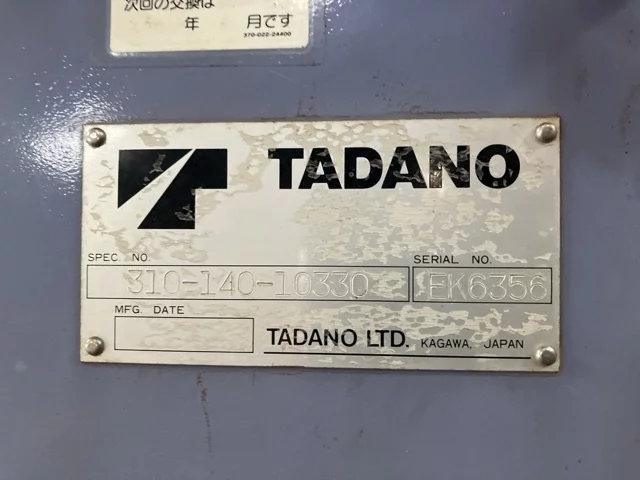 次回の交換は
年 月です
370-022-24400
TADANO
SPEC. NO.
SERIAL NO.
310-140-10330
EK6356
MFG. DATE
TADANO LTD. KAGAWA, JAPAN